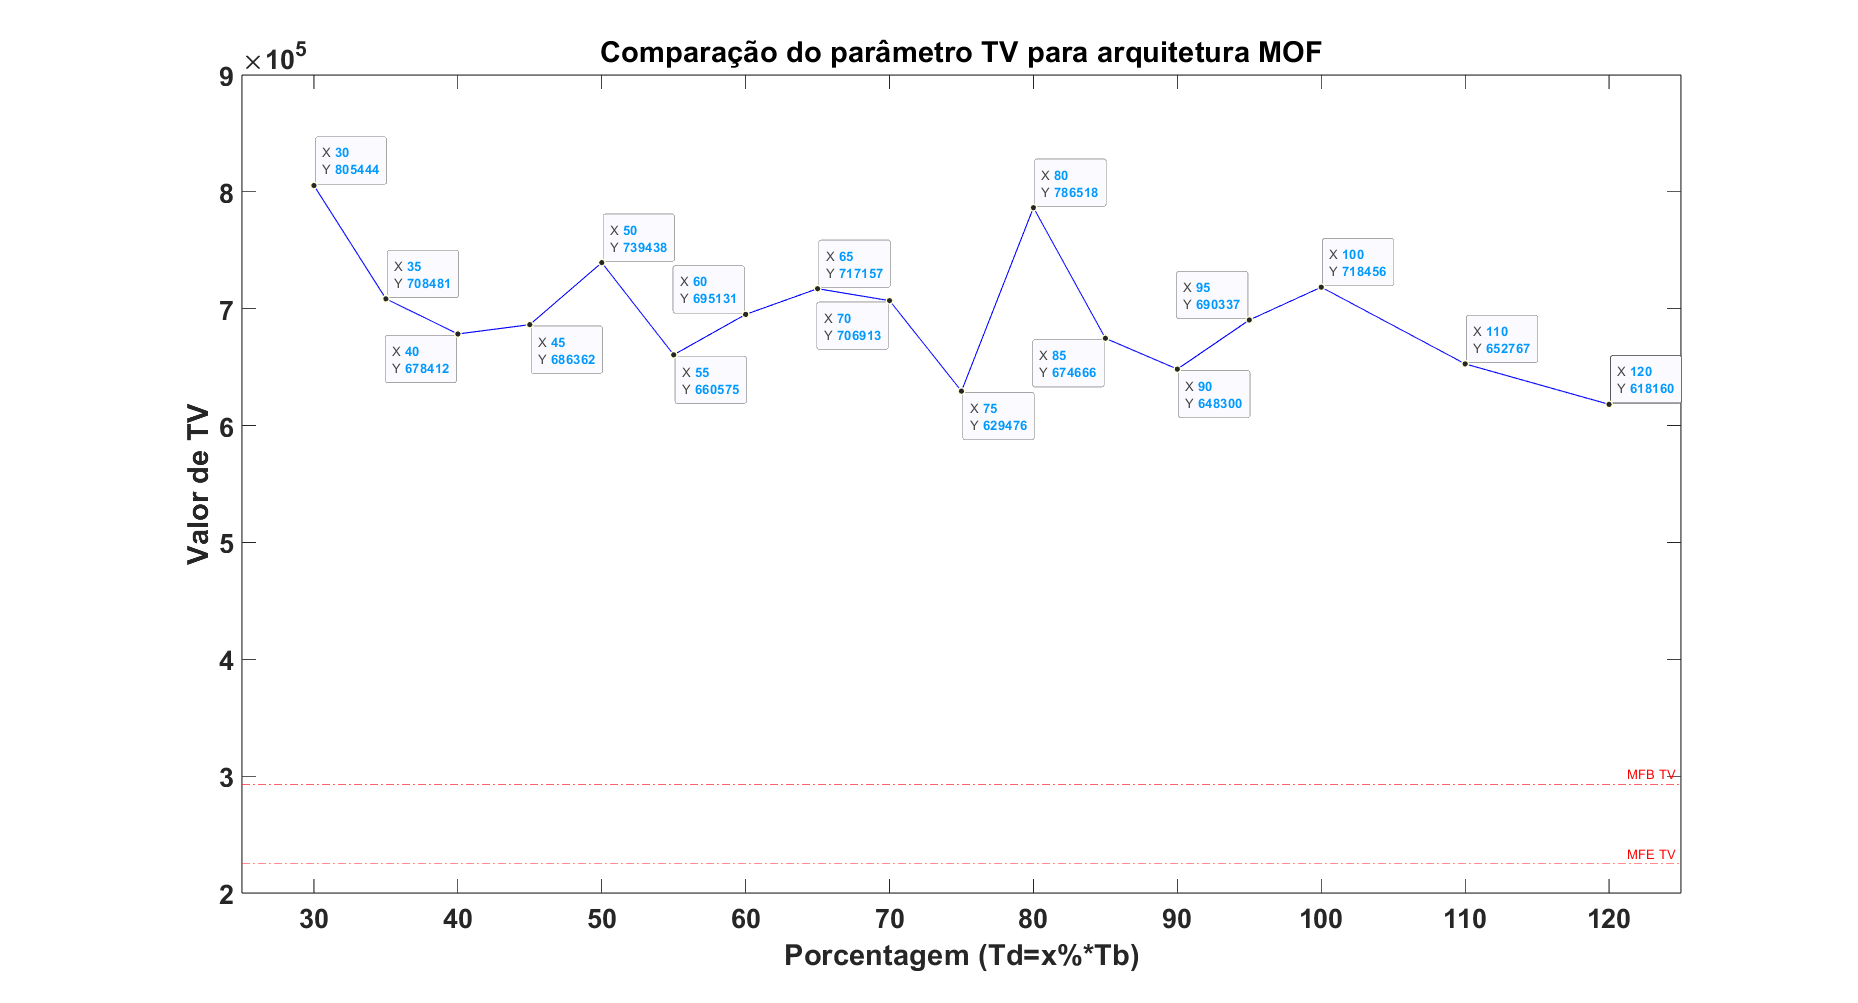 Comparação do parâmetro TV para arquitetura MOF
×10^5
9
8
7
6
5
4
3
2
Valor de TV
X 30
Y 805444
X 35
Y 708481
X 40
Y 678412
X 45
Y 686362
X 50
Y 739438
X 55
Y 660575
X 60
Y 695131
X 65
Y 717157
X 70
Y 706913
X 75
Y 629476
X 80
Y 786518
X 85
Y 674666
X 90
Y 648300
X 95
Y 690337
X 100
Y 718456
X 110
Y 652767
X 120
Y 618160
MFB TV
MFE TV
30 40 50 60 70 80 90 100 110 120
Porcentagem (Td=x%*Tb)